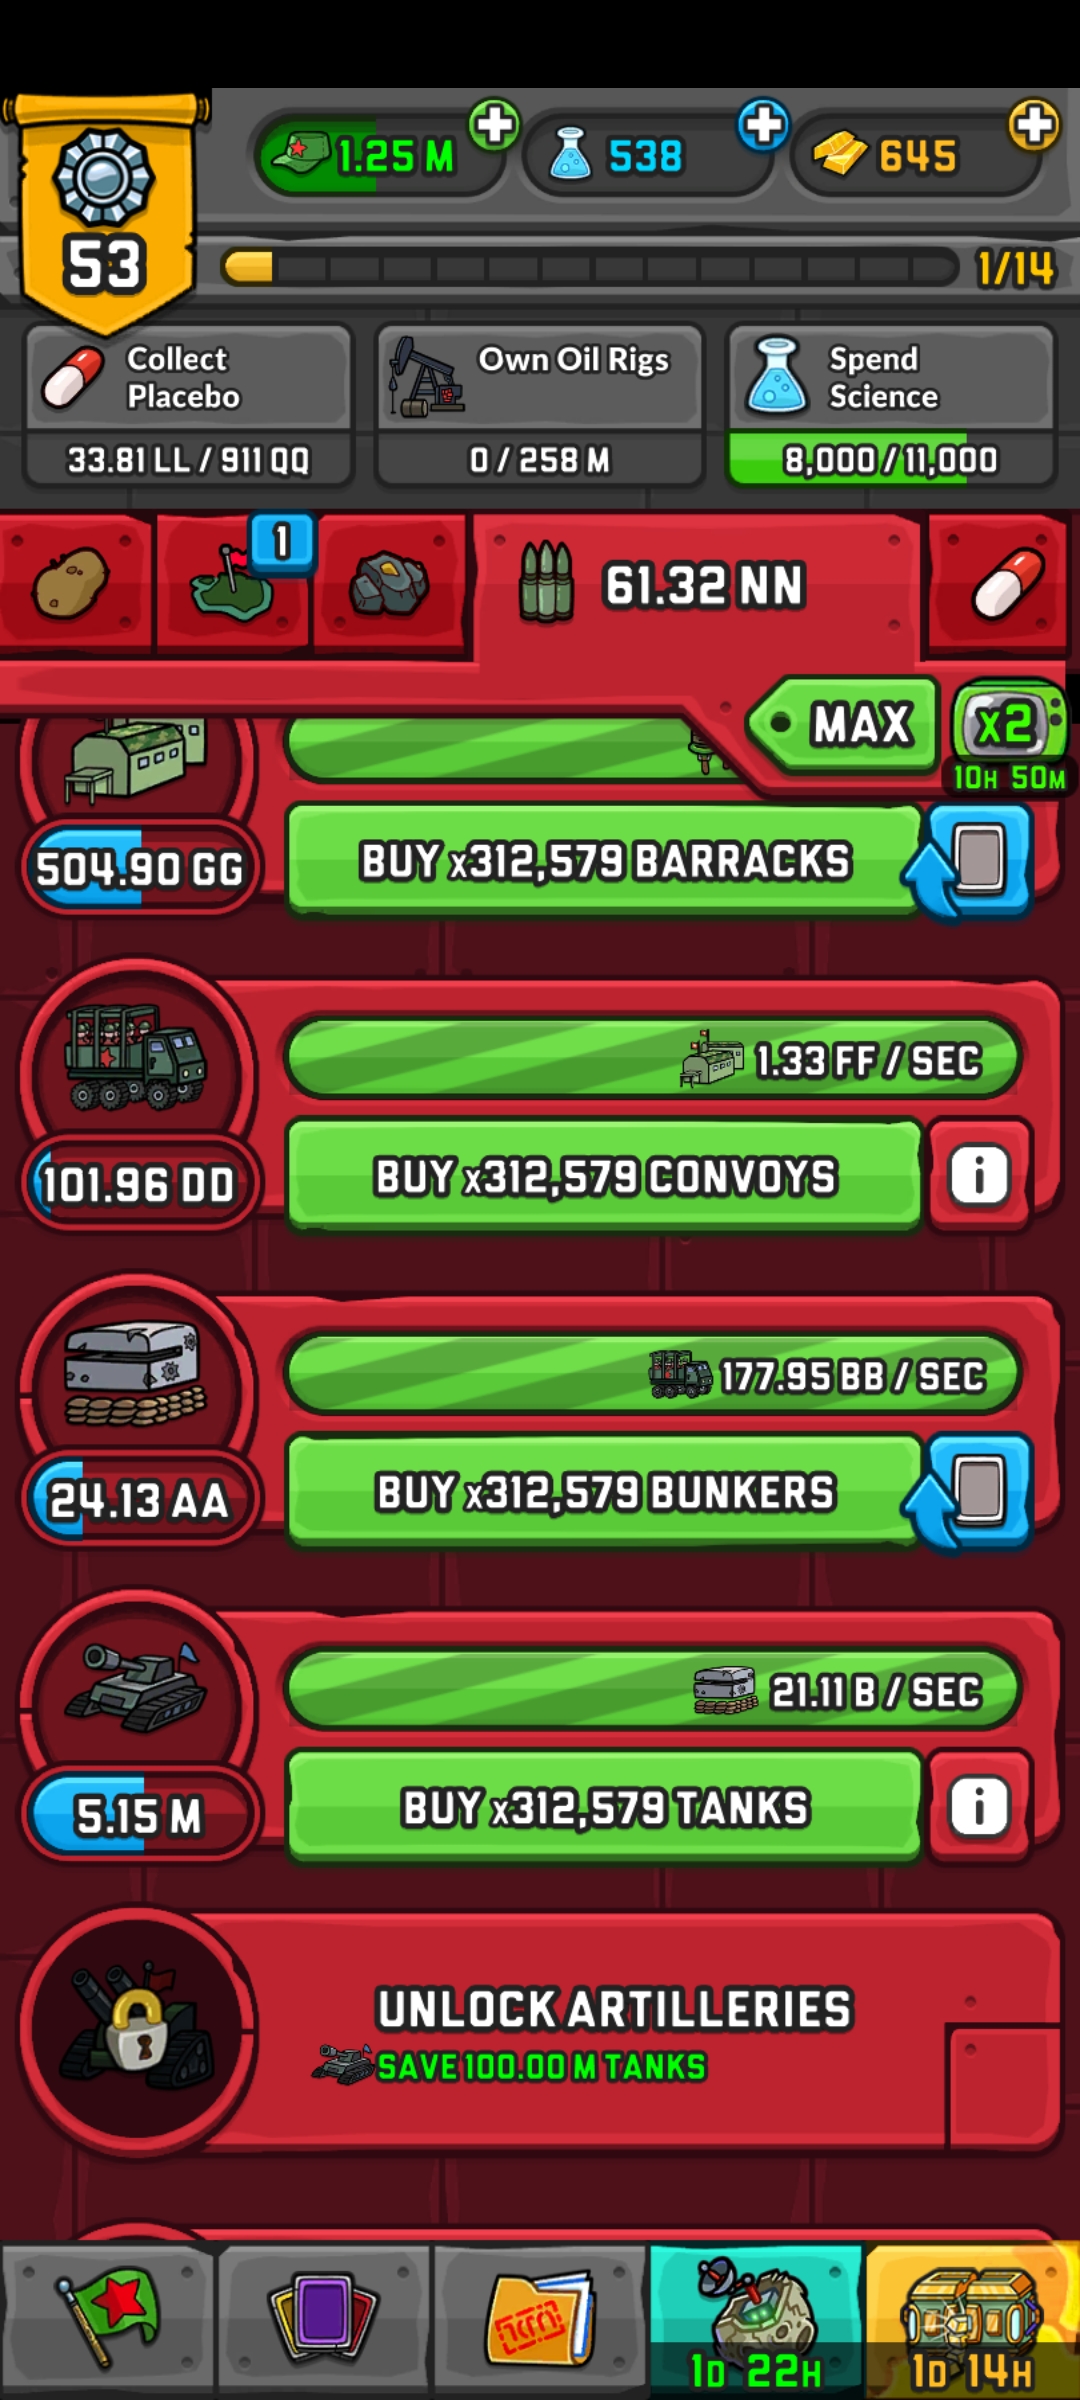 53
1.25 M
538
645
1/14
Collect
Placebo
33.81 LL / 911 QQ
Own Oil Rigs
0 / 258 M
Spend
Science
8,000 / 11,000
1
61.32 NN
MAX
X2
10H 50M
504.90 GG
BUY x312,579 BARRACKS
1.33 FF / SEC
101.96 DD
BUY x312,579 CONVOYS
i
177.95 BB / SEC
24.13 AA
BUY x312,579 BUNKERS
21.11 B / SEC
5.15 M
BUY x312,579 TANKS
i
UNLOCK ARTILLERIES
SAVE 100.00 M TANKS
1D 22H
1D 14H